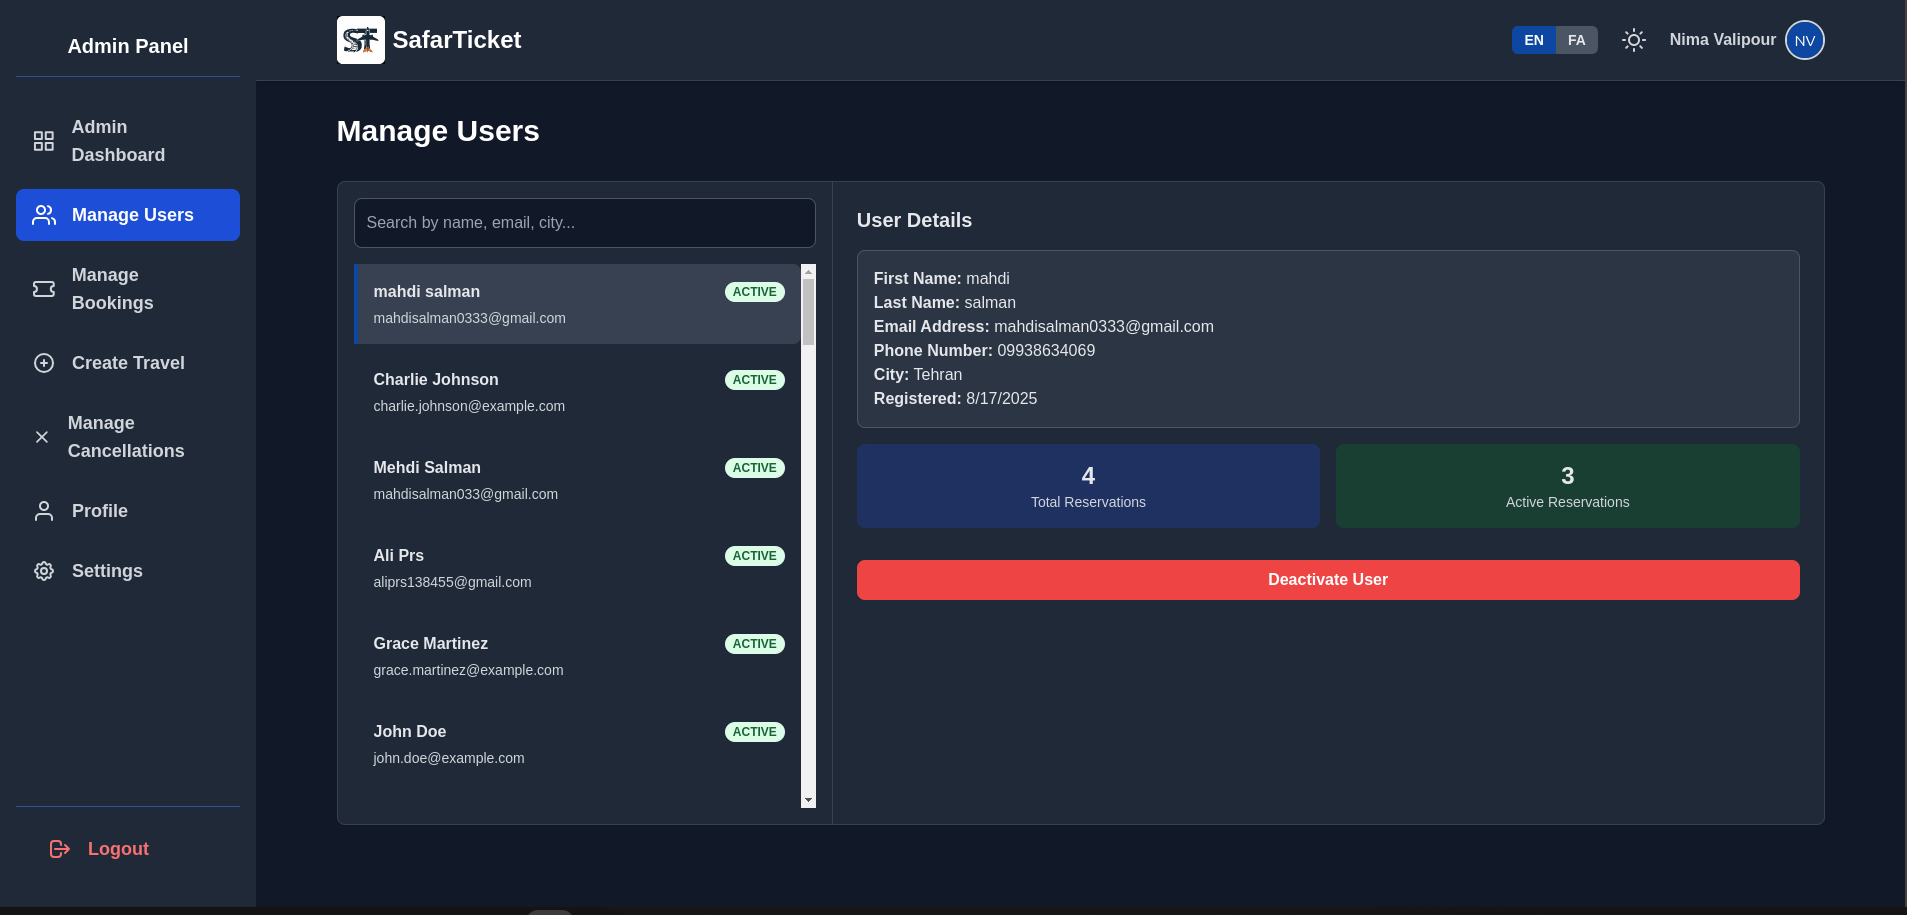 Admin Panel
Admin
Dashboard
Manage Users
Manage
Bookings
Create Travel
Manage
Cancellations
Profile
Settings
Logout
ST SafarTicket
EN FA
Nima Valipour NV
Manage Users
Search by name, email, city...
mahdi salman ACTIVE
mahdisalman0333@gmail.com
Charlie Johnson ACTIVE
charlie.johnson@example.com
Mehdi Salman ACTIVE
mahdisalman033@gmail.com
Ali Prs ACTIVE
aliprs138455@gmail.com
Grace Martinez ACTIVE
grace.martinez@example.com
John Doe ACTIVE
john.doe@example.com
User Details
First Name: mahdi
Last Name: salman
Email Address: mahdisalman0333@gmail.com
Phone Number: 09938634069
City: Tehran
Registered: 8/17/2025
4
Total Reservations
3
Active Reservations
Deactivate User